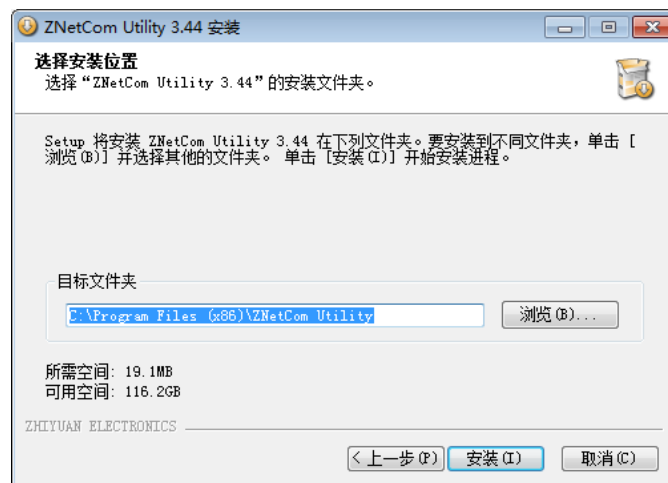 ZNetCom Utility 3.44 安装
选择安装位置
选择“ZNetCom Utility 3.44”的安装文件夹。
Setup 将安装 ZNetCom Utility 3.44 在下列文件夹。要安装到不同文件夹，单击 [
浏览(B)] 并选择其他的文件夹。 单击 [安装(I)] 开始安装进程。
目标文件夹
C:\Program Files (x86)\ZNetCom Utility
浏览(B)...
所需空间: 19.1MB
可用空间: 116.2GB
ZHIYUAN ELECTRONICS
< 上一步(P) 安装(I) 取消(C)